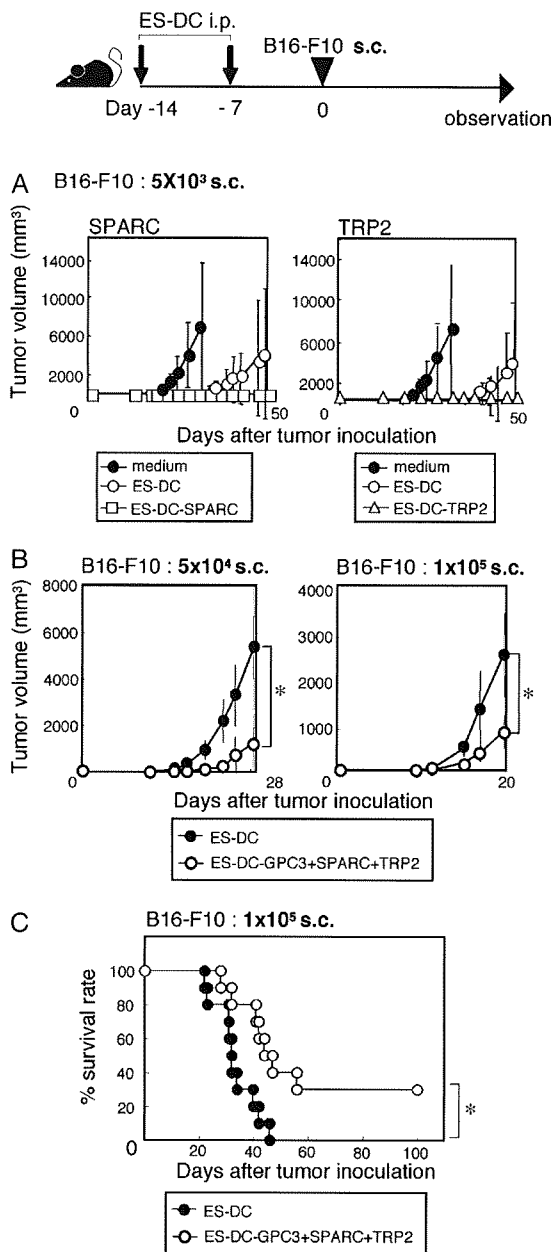 ES-DC i.p.
B16-F10 s.c.
Day -14
- 7
0
observation
A B16-F10 : 5X10³ s.c.
SPARC
TRP2
Tumor volume (mm³)
14000
10000
6000
2000
0
50
14000
10000
6000
2000
0
50
Days after tumor inoculation
medium
ES-DC
ES-DC-SPARC
medium
ES-DC
ES-DC-TRP2
B
B16-F10 : 5x10⁴ s.c.
B16-F10 : 1x10⁵ s.c.
Tumor volume (mm³)
8000
6000
4000
2000
0
28
*
4000
3000
2000
1000
0
20
*
Days after tumor inoculation
ES-DC
ES-DC-GPC3+SPARC+TRP2
C B16-F10 : 1x10⁵ s.c.
% survival rate
100
80
60
40
20
0
20
40
60
80
100
*
Days after tumor inoculation
ES-DC
ES-DC-GPC3+SPARC+TRP2